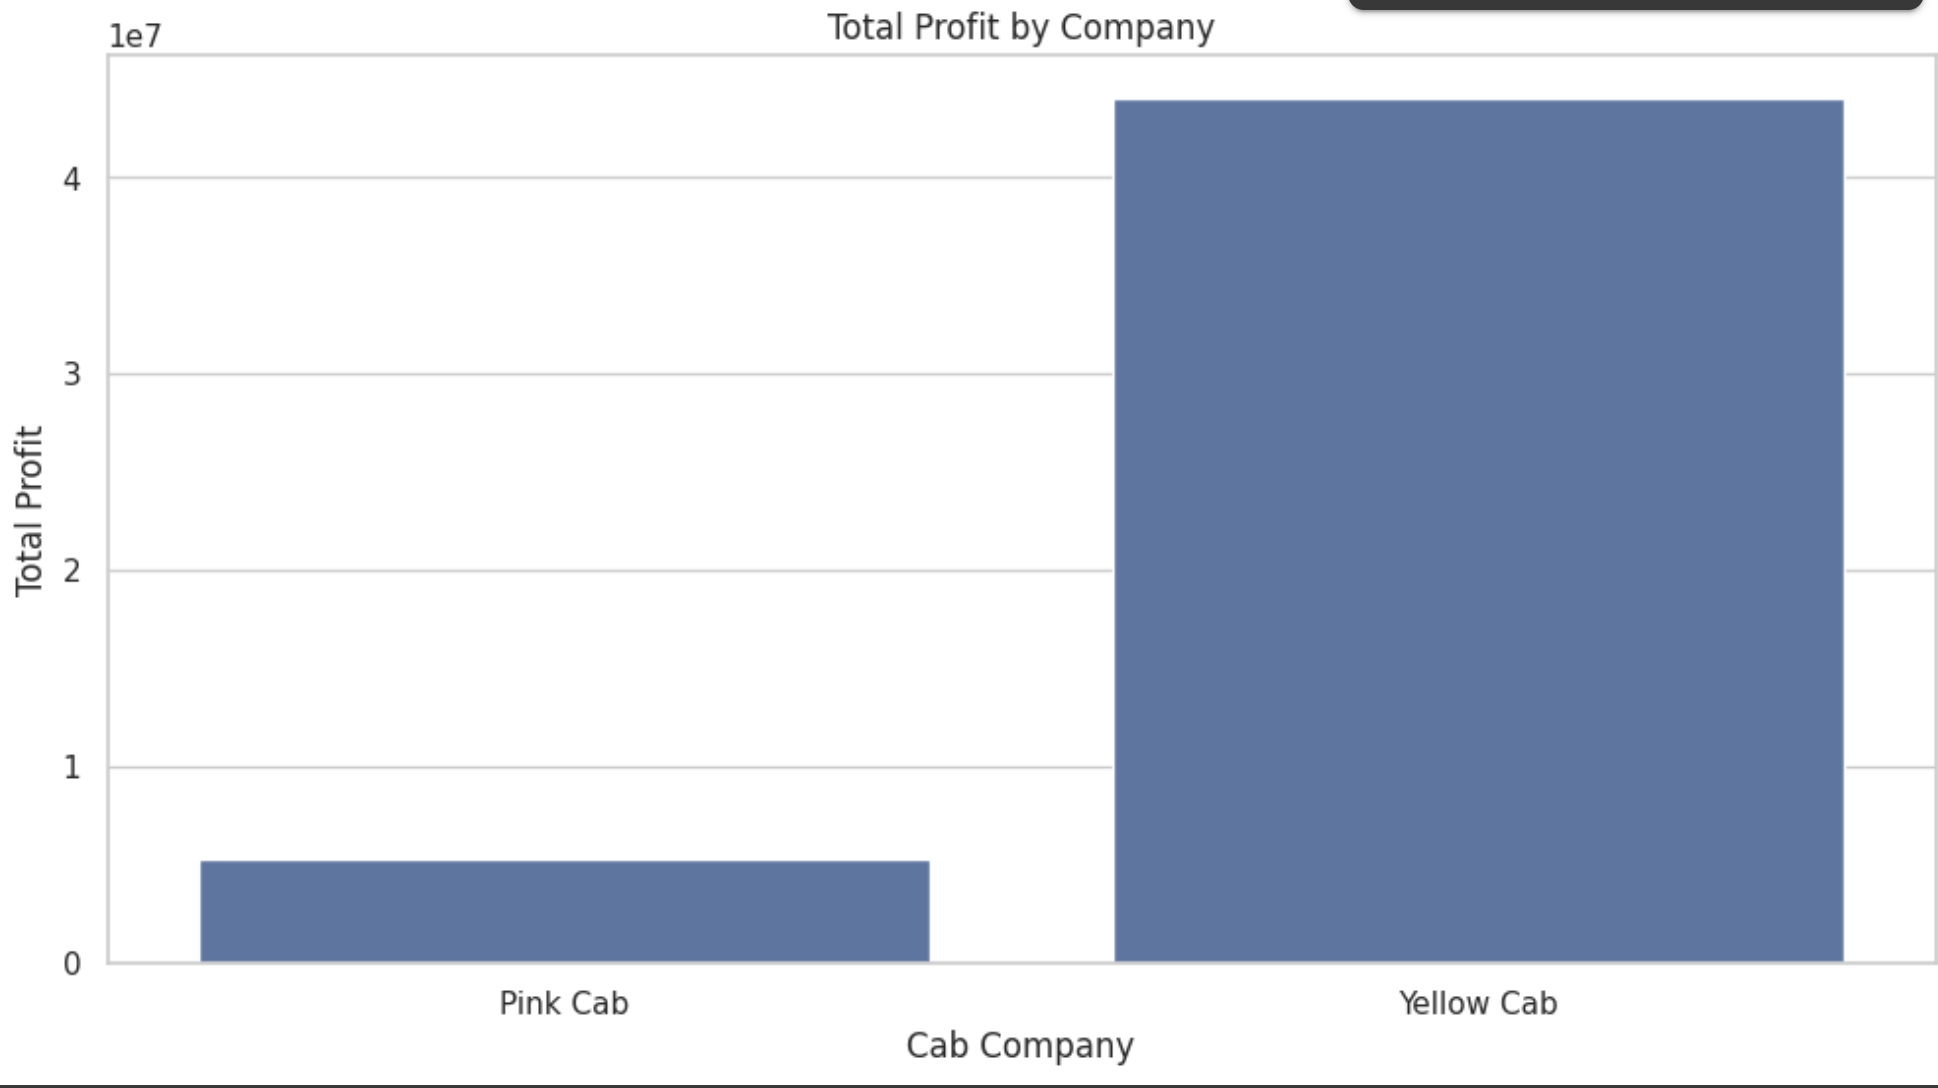 Total Profit by Company
1e7
4
3
2
1
0
Total Profit
Pink Cab
Yellow Cab
Cab Company